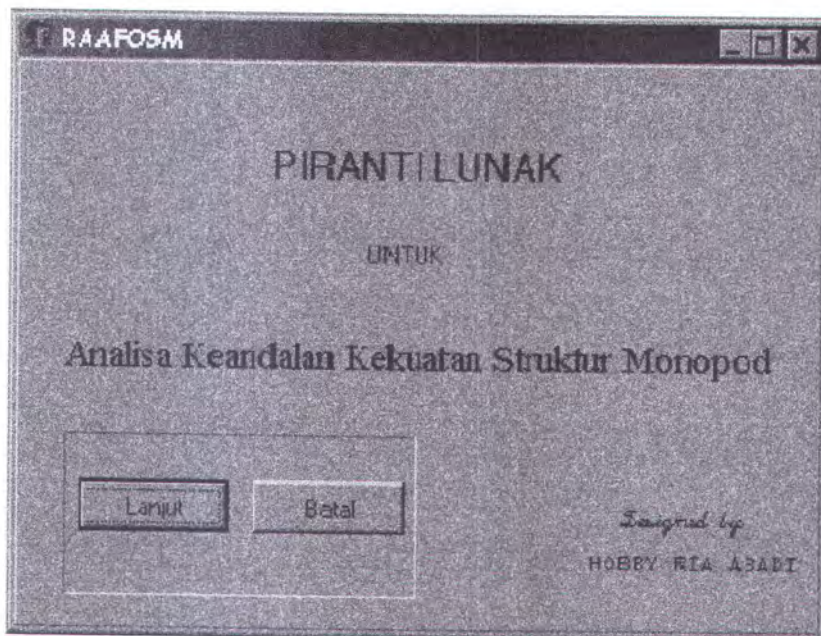 RAAFOSM
PIRANTI LUNAK
UNTUK
Analisa Keandalan Kekuatan Struktur Monopod
Lanjut Batal
Designed by
HOBBY RIA ABADI